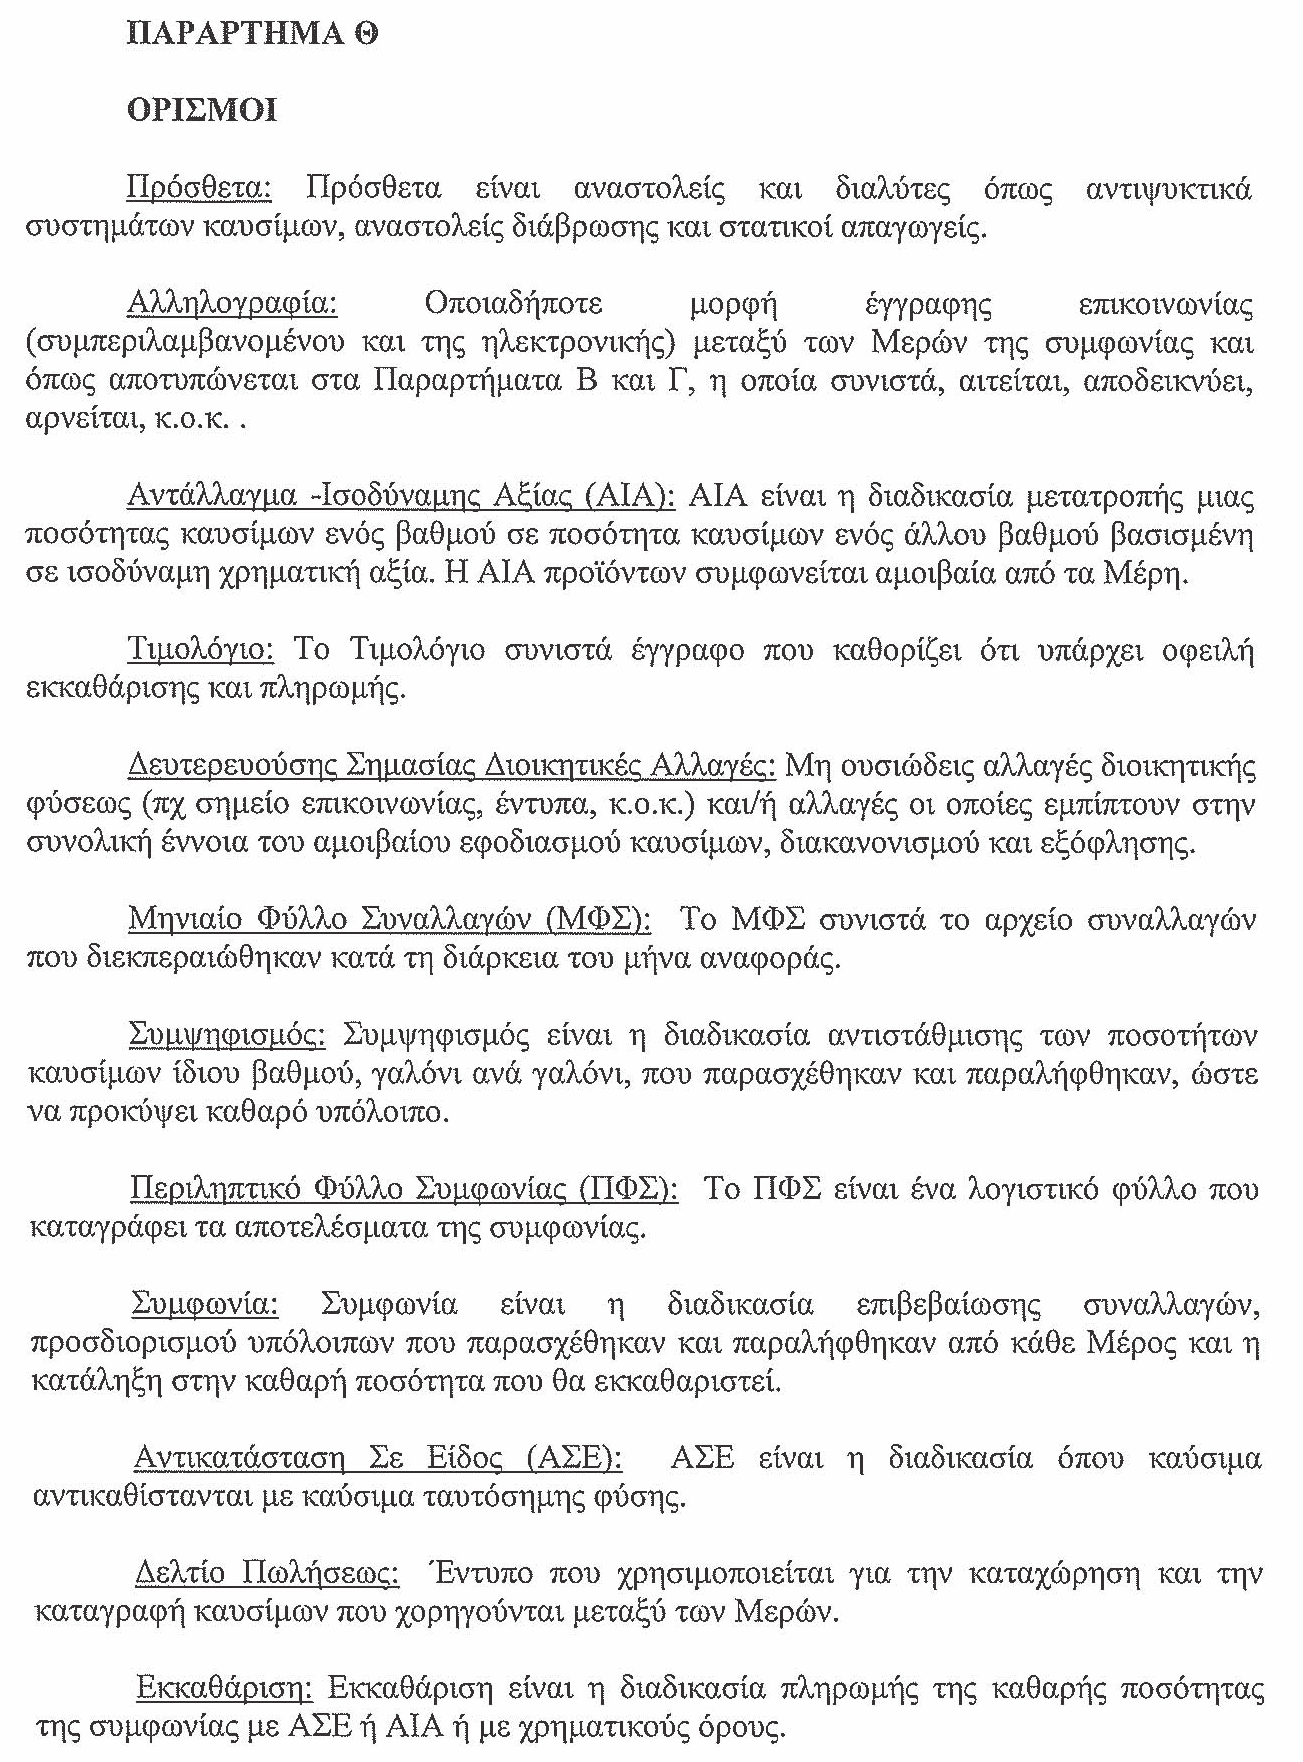 ΠΑΡΑΡΤΗΜΑ Θ
ΟΡΙΣΜΟΙ
Πρόσθετα: Πρόσθετα είναι αναστολείς και διαλύτες όπως αντιψυκτικά
συστημάτων καυσίμων, αναστολείς διάβρωσης και στατικοί απαγωγείς.
Αλληλογραφία: Οποιαδήποτε μορφή έγγραφης επικοινωνίας
(συμπεριλαμβανομένου και της ηλεκτρονικής) μεταξύ των Μερών της συμφωνίας και
όπως αποτυπώνεται στα Παραρτήματα Β και Γ, η οποία συνιστά, αιτείται, αποδεικνύει,
αρνείται, κ.ο.κ. .
Αντάλλαγμα -Ισοδύναμης Αξίας (ΑΙΑ): ΑΙΑ είναι η διαδικασία μετατροπής μιας
ποσότητας καυσίμων ενός βαθμού σε ποσότητα καυσίμων ενός άλλου βαθμού βασισμένη
σε ισοδύναμη χρηματική αξία. Η ΑΙΑ προϊόντων συμφωνείται αμοιβαία από τα Μέρη.
Τιμολόγιο: Το Τιμολόγιο συνιστά έγγραφο που καθορίζει ότι υπάρχει οφειλή
εκκαθάρισης και πληρωμής.
Δευτερευούσης Σημασίας Διοικητικές Αλλαγές: Μη ουσιώδεις αλλαγές διοικητικής
φύσεως (πχ σημείο επικοινωνίας, έντυπα, κ.ο.κ.) και/ή αλλαγές οι οποίες εμπίπτουν στην
συνολική έννοια του αμοιβαίου εφοδιασμού καυσίμων, διακανονισμού και εξόφλησης.
Μηνιαίο Φύλλο Συναλλαγών (ΜΦΣ): Το ΜΦΣ συνιστά το αρχείο συναλλαγών
που διεκπεραιώθηκαν κατά τη διάρκεια του μήνα αναφοράς.
Συμψηφισμός: Συμψηφισμός είναι η διαδικασία αντιστάθμισης των ποσοτήτων
καυσίμων ίδιου βαθμού, γαλόνι ανά γαλόνι, που παρασχέθηκαν και παραλήφθηκαν, ώστε
να προκύψει καθαρό υπόλοιπο.
Περιληπτικό Φύλλο Συμφωνίας (ΠΦΣ): Το ΠΦΣ είναι ένα λογιστικό φύλλο που
καταγράφει τα αποτελέσματα της συμφωνίας.
Συμφωνία: Συμφωνία είναι η διαδικασία επιβεβαίωσης συναλλαγών,
προσδιορισμού υπόλοιπων που παρασχέθηκαν και παραλήφθηκαν από κάθε Μέρος και η
κατάληξη στην καθαρή ποσότητα που θα εκκαθαριστεί.
Αντικατάσταση Σε Είδος (ΑΣΕ): ΑΣΕ είναι η διαδικασία όπου καύσιμα
αντικαθίστανται με καύσιμα ταυτόσημης φύσης.
Δελτίο Πωλήσεως: Έντυπο που χρησιμοποιείται για την καταχώρηση και την
καταγραφή καυσίμων που χορηγούνται μεταξύ των Μερών.
Εκκαθάριση: Εκκαθάριση είναι η διαδικασία πληρωμής της καθαρής ποσότητας
της συμφωνίας με ΑΣΕ ή ΑΙΑ ή με χρηματικούς όρους.